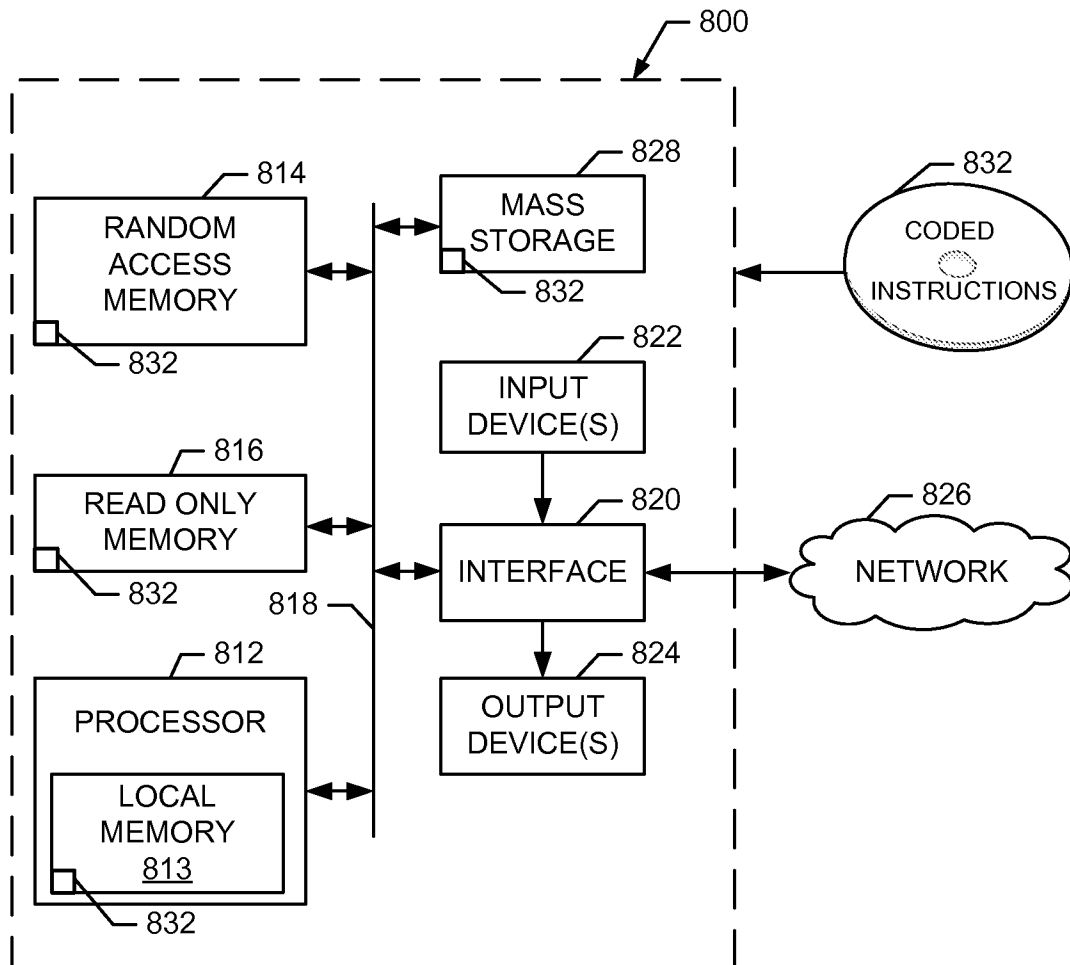 800
814
RANDOM
ACCESS
MEMORY
832
828
MASS
STORAGE
832
832
CODED
INSTRUCTIONS
822
INPUT
DEVICE(S)
816
READ ONLY
MEMORY
832
818
820
INTERFACE
826
NETWORK
812
PROCESSOR
LOCAL
MEMORY
813
832
824
OUTPUT
DEVICE(S)